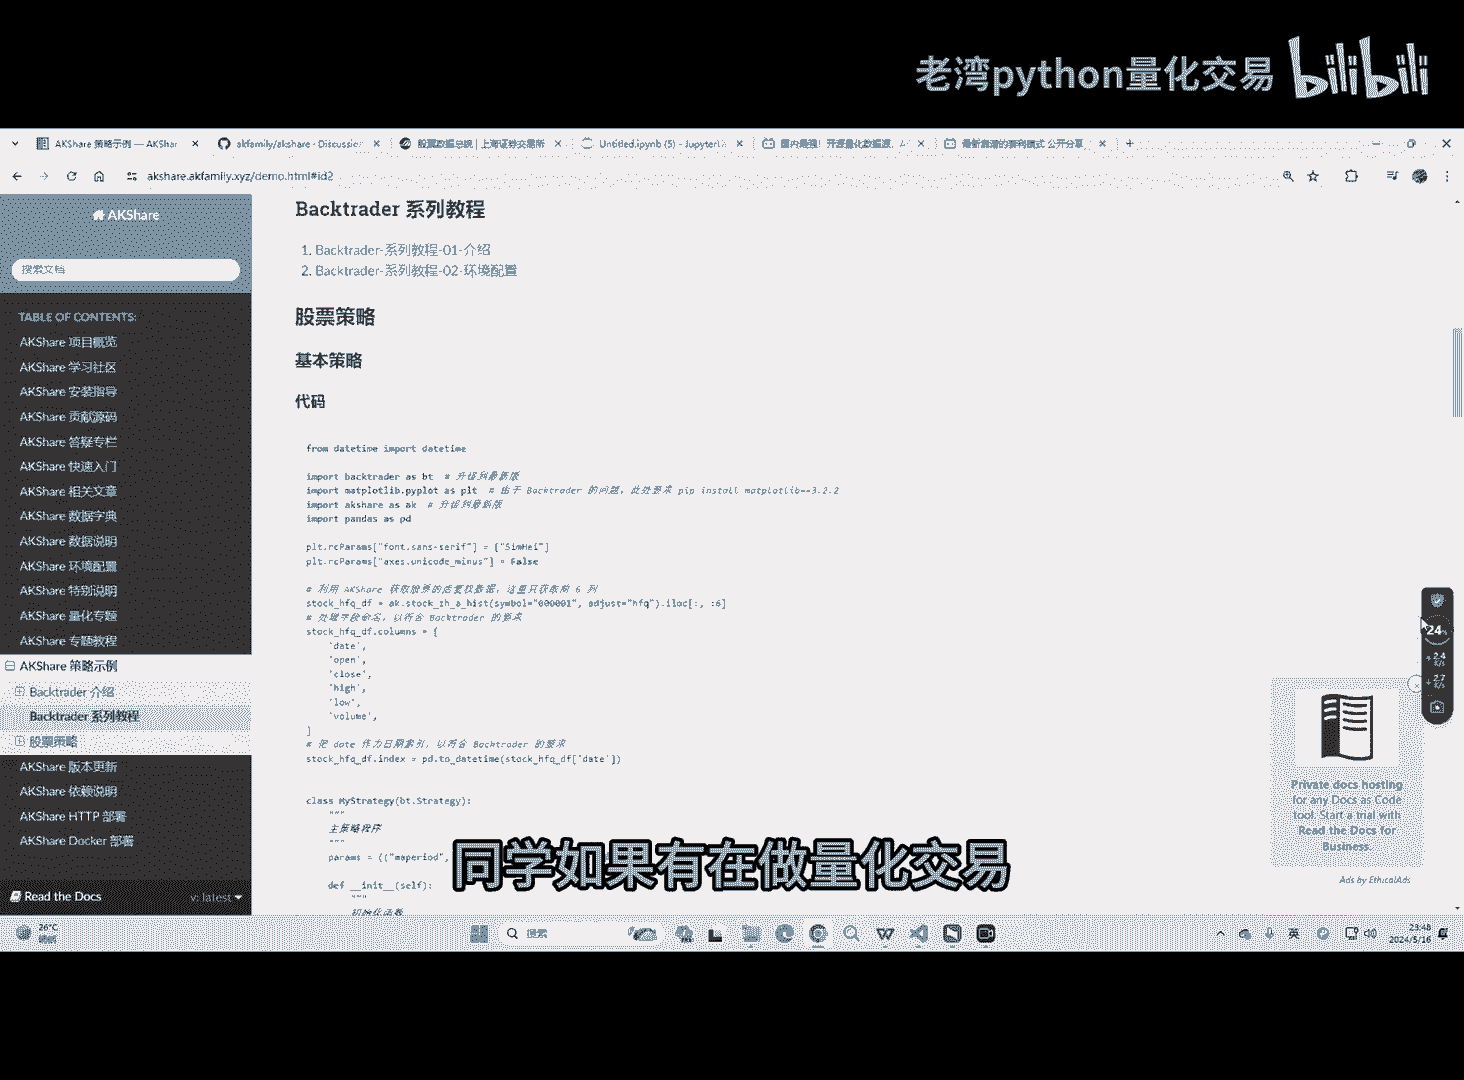 老湾python量化交易 bilibili
AKShare 策略示例 — AKShar
akfamily/akshare · Discussion
股票数据总貌 | 上海证券交易所
Untitled.ipynb (5) - JupyterLa
akshare.akfamily.xyz/demo.html#id2
AKShare
搜索文档
TABLE OF CONTENTS:
AKShare 项目概览
AKShare 学习社区
AKShare 安装指导
AKShare 贡献源码
AKShare 答疑专栏
AKShare 快速入门
AKShare 相关文章
AKShare 数据字典
AKShare 数据说明
AKShare 环境配置
AKShare 特别说明
AKShare 量化专题
AKShare 专题教程
AKShare 策略示例
Backtrader 介绍
Backtrader 系列教程
股票策略
AKShare 版本更新
AKShare 依赖说明
AKShare HTTP 部署
AKShare Docker 部署
Read the Docs
v: latest
Backtrader 系列教程
1. Backtrader-系列教程-01-介绍
2. Backtrader-系列教程-02-环境配置
股票策略
基本策略
代码
from datetime import datetime
import backtrader as bt # 升级到最新版
import matplotlib.pyplot as plt # 由于 Backtrader 的问题，此处要求 pip install matplotlib==3.2.2
import akshare as ak # 升级到最新版
import pandas as pd
plt.rcParams["font.sans-serif"] = ["SimHei"]
plt.rcParams["axes.unicode_minus"] = False
# 利用 AKShare 获取股票的后复权数据，这里只获取前 6 列
stock_hfq_df = ak.stock_zh_a_hist(symbol="000001", adjust="hfq").iloc[:, :6]
# 处理字段命名，以符合 Backtrader 的要求
stock_hfq_df.columns = [
'date',
'open',
'close',
'high',
'low',
'volume',
]
# 把 date 作为日期索引，以符合 Backtrader 的要求
stock_hfq_df.index = pd.to_datetime(stock_hfq_df['date'])
class MyStrategy(bt.Strategy):
"""
主策略程序
"""
params = (("maperiod",
def __init__(self):
"""
初始化函数
同学如果有在做量化交易
24%
2.4
K/s
2.7
K/s
Private docs hosting
for any Docs as Code
tool. Start a trial with
Read the Docs for
Business.
Ads by EthicalAds
26°C
搜索
英
23:48
2024/5/16